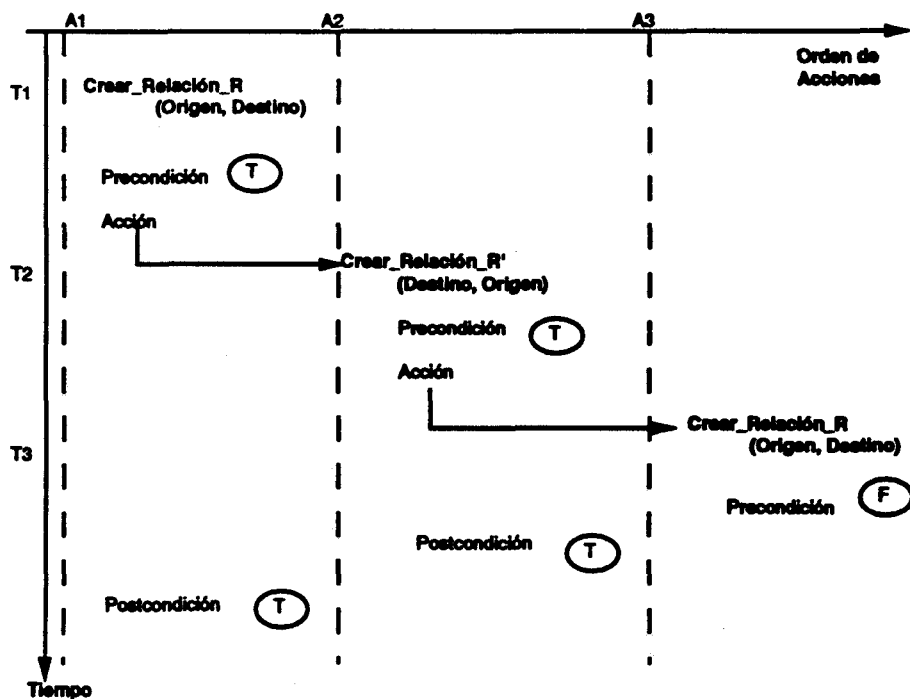 A1 A2 A3
Orden de
Acciones
T1
Crear_Relación_R
(Origen, Destino)
Precondición T
Acción
T2
Crear_Relación_R'
(Destino, Origen)
Precondición T
Acción
T3
Crear_Relación_R
(Origen, Destino)
Precondición F
Postcondición T
Postcondición T
Tiempo